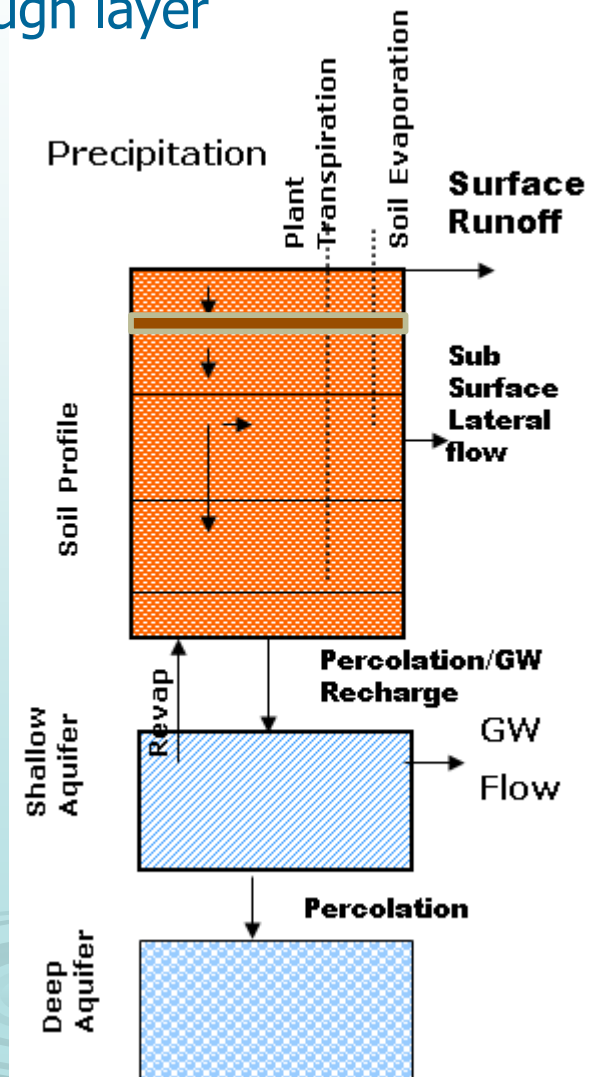 ugh layer
Precipitation
Plant
Transpiration
Soil Evaporation
Surface
Runoff
Sub
Surface
Lateral
flow
Soil Profile
Percolation/GW
Recharge
Revap
Shallow
Aquifer
GW
Flow
Percolation
Deep
Aquifer